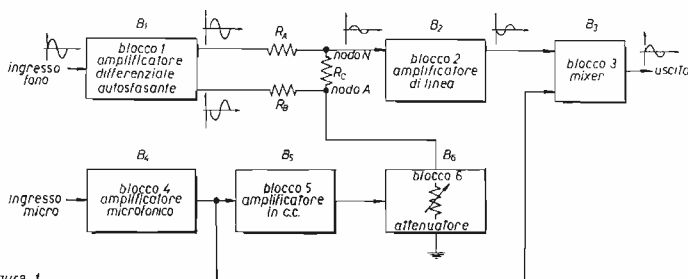 B1
blocco 1
amplificatore
differenziale
autosfasante
ingresso
fono
RA
RB
RC
nodo N
nodo A
B2
blocco 2
amplificatore
di linea
B3
blocco 3
mixer
uscita
B4
blocco 4
amplificatore
microfonico
ingresso
micro
B5
blocco 5
amplificatore
in c.c.
B6
blocco 6
attenuatore
gura 1